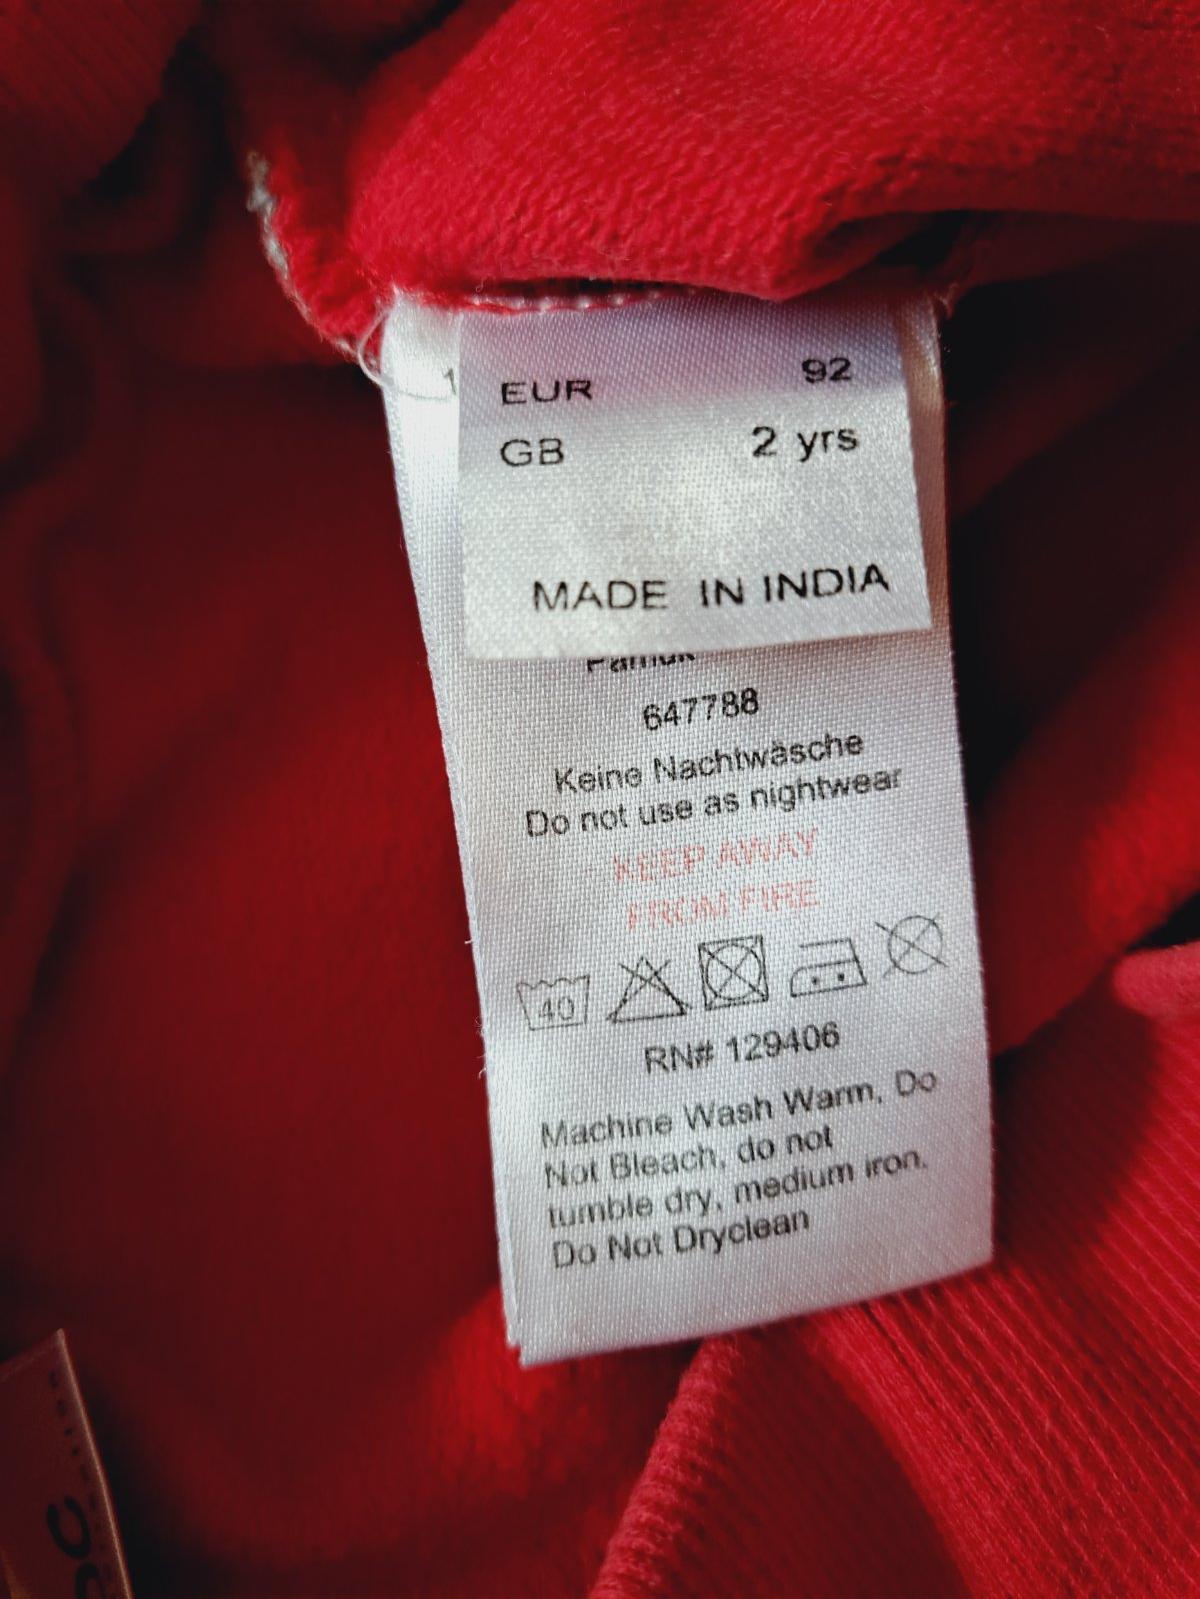 EUR 92
GB 2 yrs
MADE IN INDIA
Pamuk
647788
Keine Nachtwäsche
Do not use as nightwear
KEEP AWAY
FROM FIRE
40
RN# 129406
Machine Wash Warm, Do
Not Bleach, do not
tumble dry, medium iron,
Do Not Dryclean